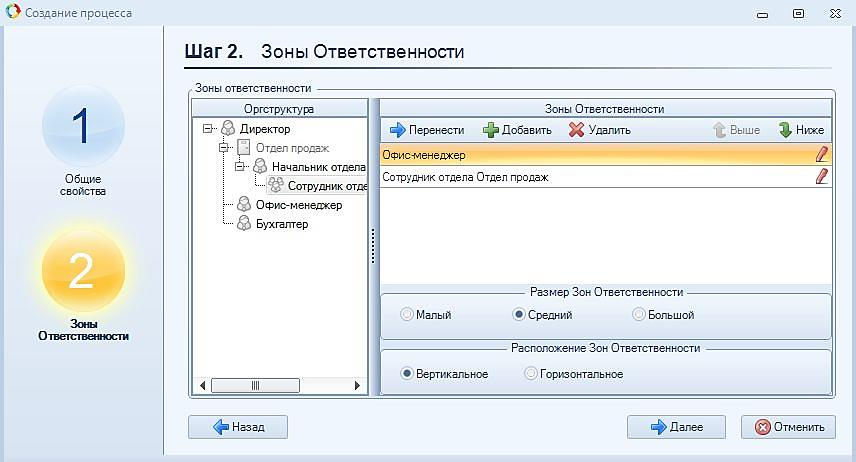 Создание процесса
Шаг 2. Зоны Ответственности
1
Общие
свойства
2
Зоны
Ответственности
Зоны ответственности
Оргструктура
Директор
Отдел продаж
Начальник отдела
Сотрудник отде
Офис-менеджер
Бухгалтер
Зоны Ответственности
Перенести Добавить Удалить Выше Ниже
Офис-менеджер
Сотрудник отдела Отдел продаж
Размер Зон Ответственности
Малый Средний Большой
Расположение Зон Ответственности
Вертикальное Горизонтальное
Назад Далее Отменить